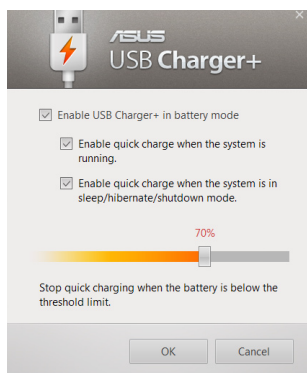 ASUS
USB Charger+
Enable USB Charger+ in battery mode
Enable quick charge when the system is
running.
Enable quick charge when the system is in
sleep/hibernate/shutdown mode.
70%
Stop quick charging when the battery is below the
threshold limit.
OK Cancel